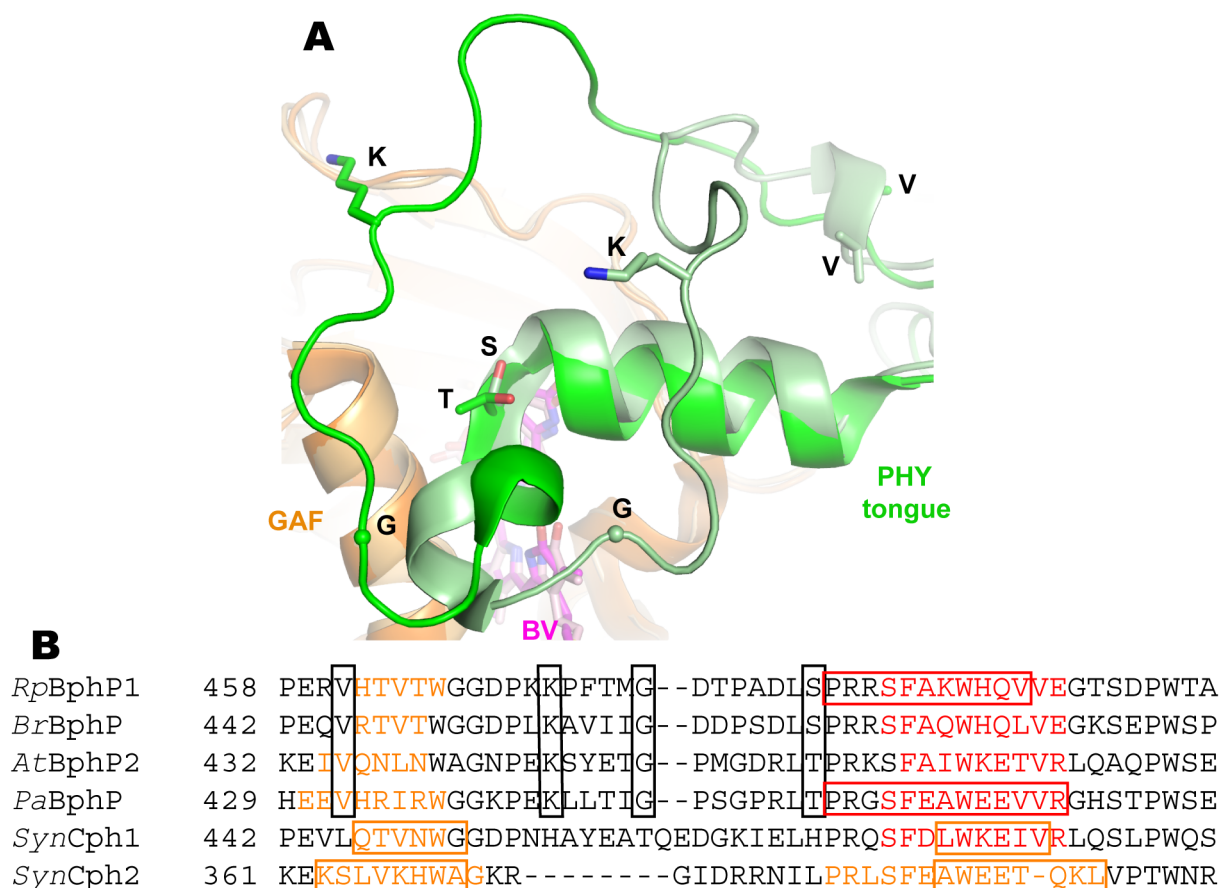 A
K
V
K
V
S
T
PHY
tongue
GAF
G
G
BV
B
RpBphP1 458 PERVHTVTWGGDPKKPFTMG--DTPADLSPRRSFAKWHQVVEGTSDPWTA
BrBphP 442 PEQVRTVTWGGDPLKAVIIG--DDPSDLSPRRSFAQWHQLVEGKSEPWSP
AtBphP2 432 KEIVQNLNWAGNPEKSYETG--PMGDRLTPRKSFAIWKETVRLQAQPWSE
PaBphP 429 HEEVHRIRWGGKPEKLLTIG--PSGPRLTPRGSFEAWEEVVRGHSTPWSE
SynCph1 442 PEVLQTVNWGGDPNHAYEATQEDGKIELHPRQSFDLWKEIVRLQSLPWQS
SynCph2 361 KEKSLVKHWAGKR--------GIDRRNILPRLSFEAWEET-QKLVPTWNR